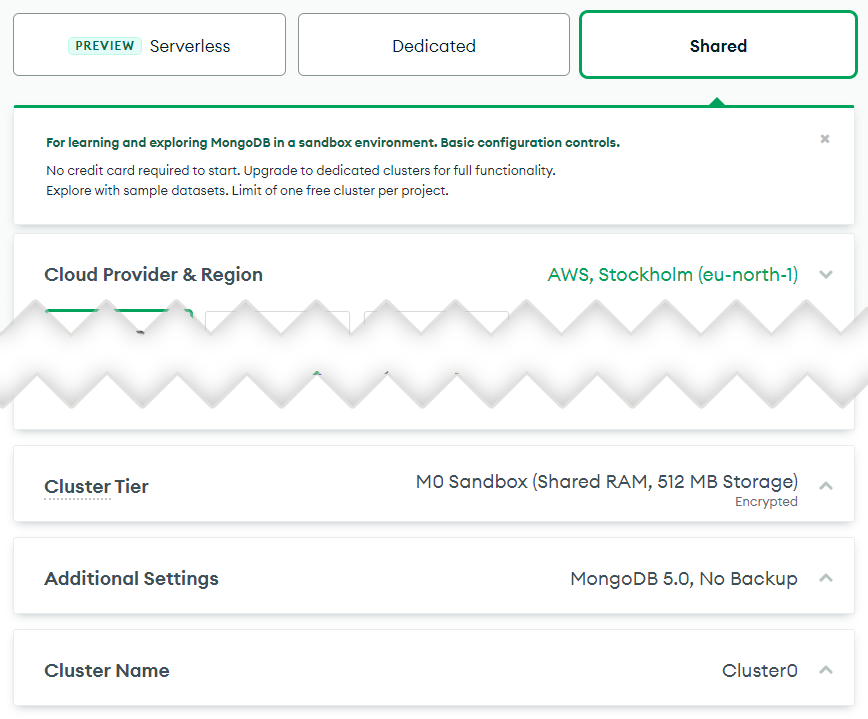 PREVIEW Serverless
Dedicated
Shared
For learning and exploring MongoDB in a sandbox environment. Basic configuration controls.
No credit card required to start. Upgrade to dedicated clusters for full functionality.
Explore with sample datasets. Limit of one free cluster per project.
Cloud Provider & Region
AWS, Stockholm (eu-north-1)
Cluster Tier
M0 Sandbox (Shared RAM, 512 MB Storage)
Encrypted
Additional Settings
MongoDB 5.0, No Backup
Cluster Name
Cluster0